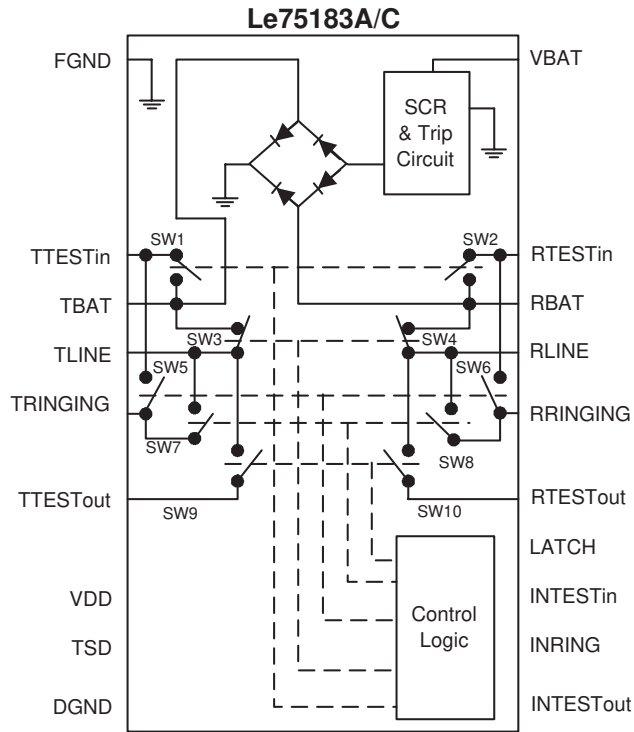 Le75183A/C
FGND
VBAT
SCR
& Trip
Circuit
SW1
SW2
TTESTin
RTESTin
TBAT
RBAT
SW3
SW4
TLINE
RLINE
SW5
SW6
TRINGING
RRINGING
SW7
SW8
TTESTout
SW9
SW10
RTESTout
LATCH
VDD
INTESTin
Control
Logic
TSD
INRING
DGND
INTESTout